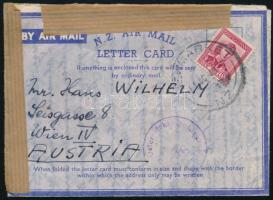 BY AIR MAIL
N.Z. AIR MAIL
LETTER CARD
If anything is enclosed this card will be sent
by ordinary mail.
Mr. Hans WILHELM
Seisgasse 8
Wien IV
AUSTRIA
When folded the letter card must conform in size and shape with the border
within which the address only may be written